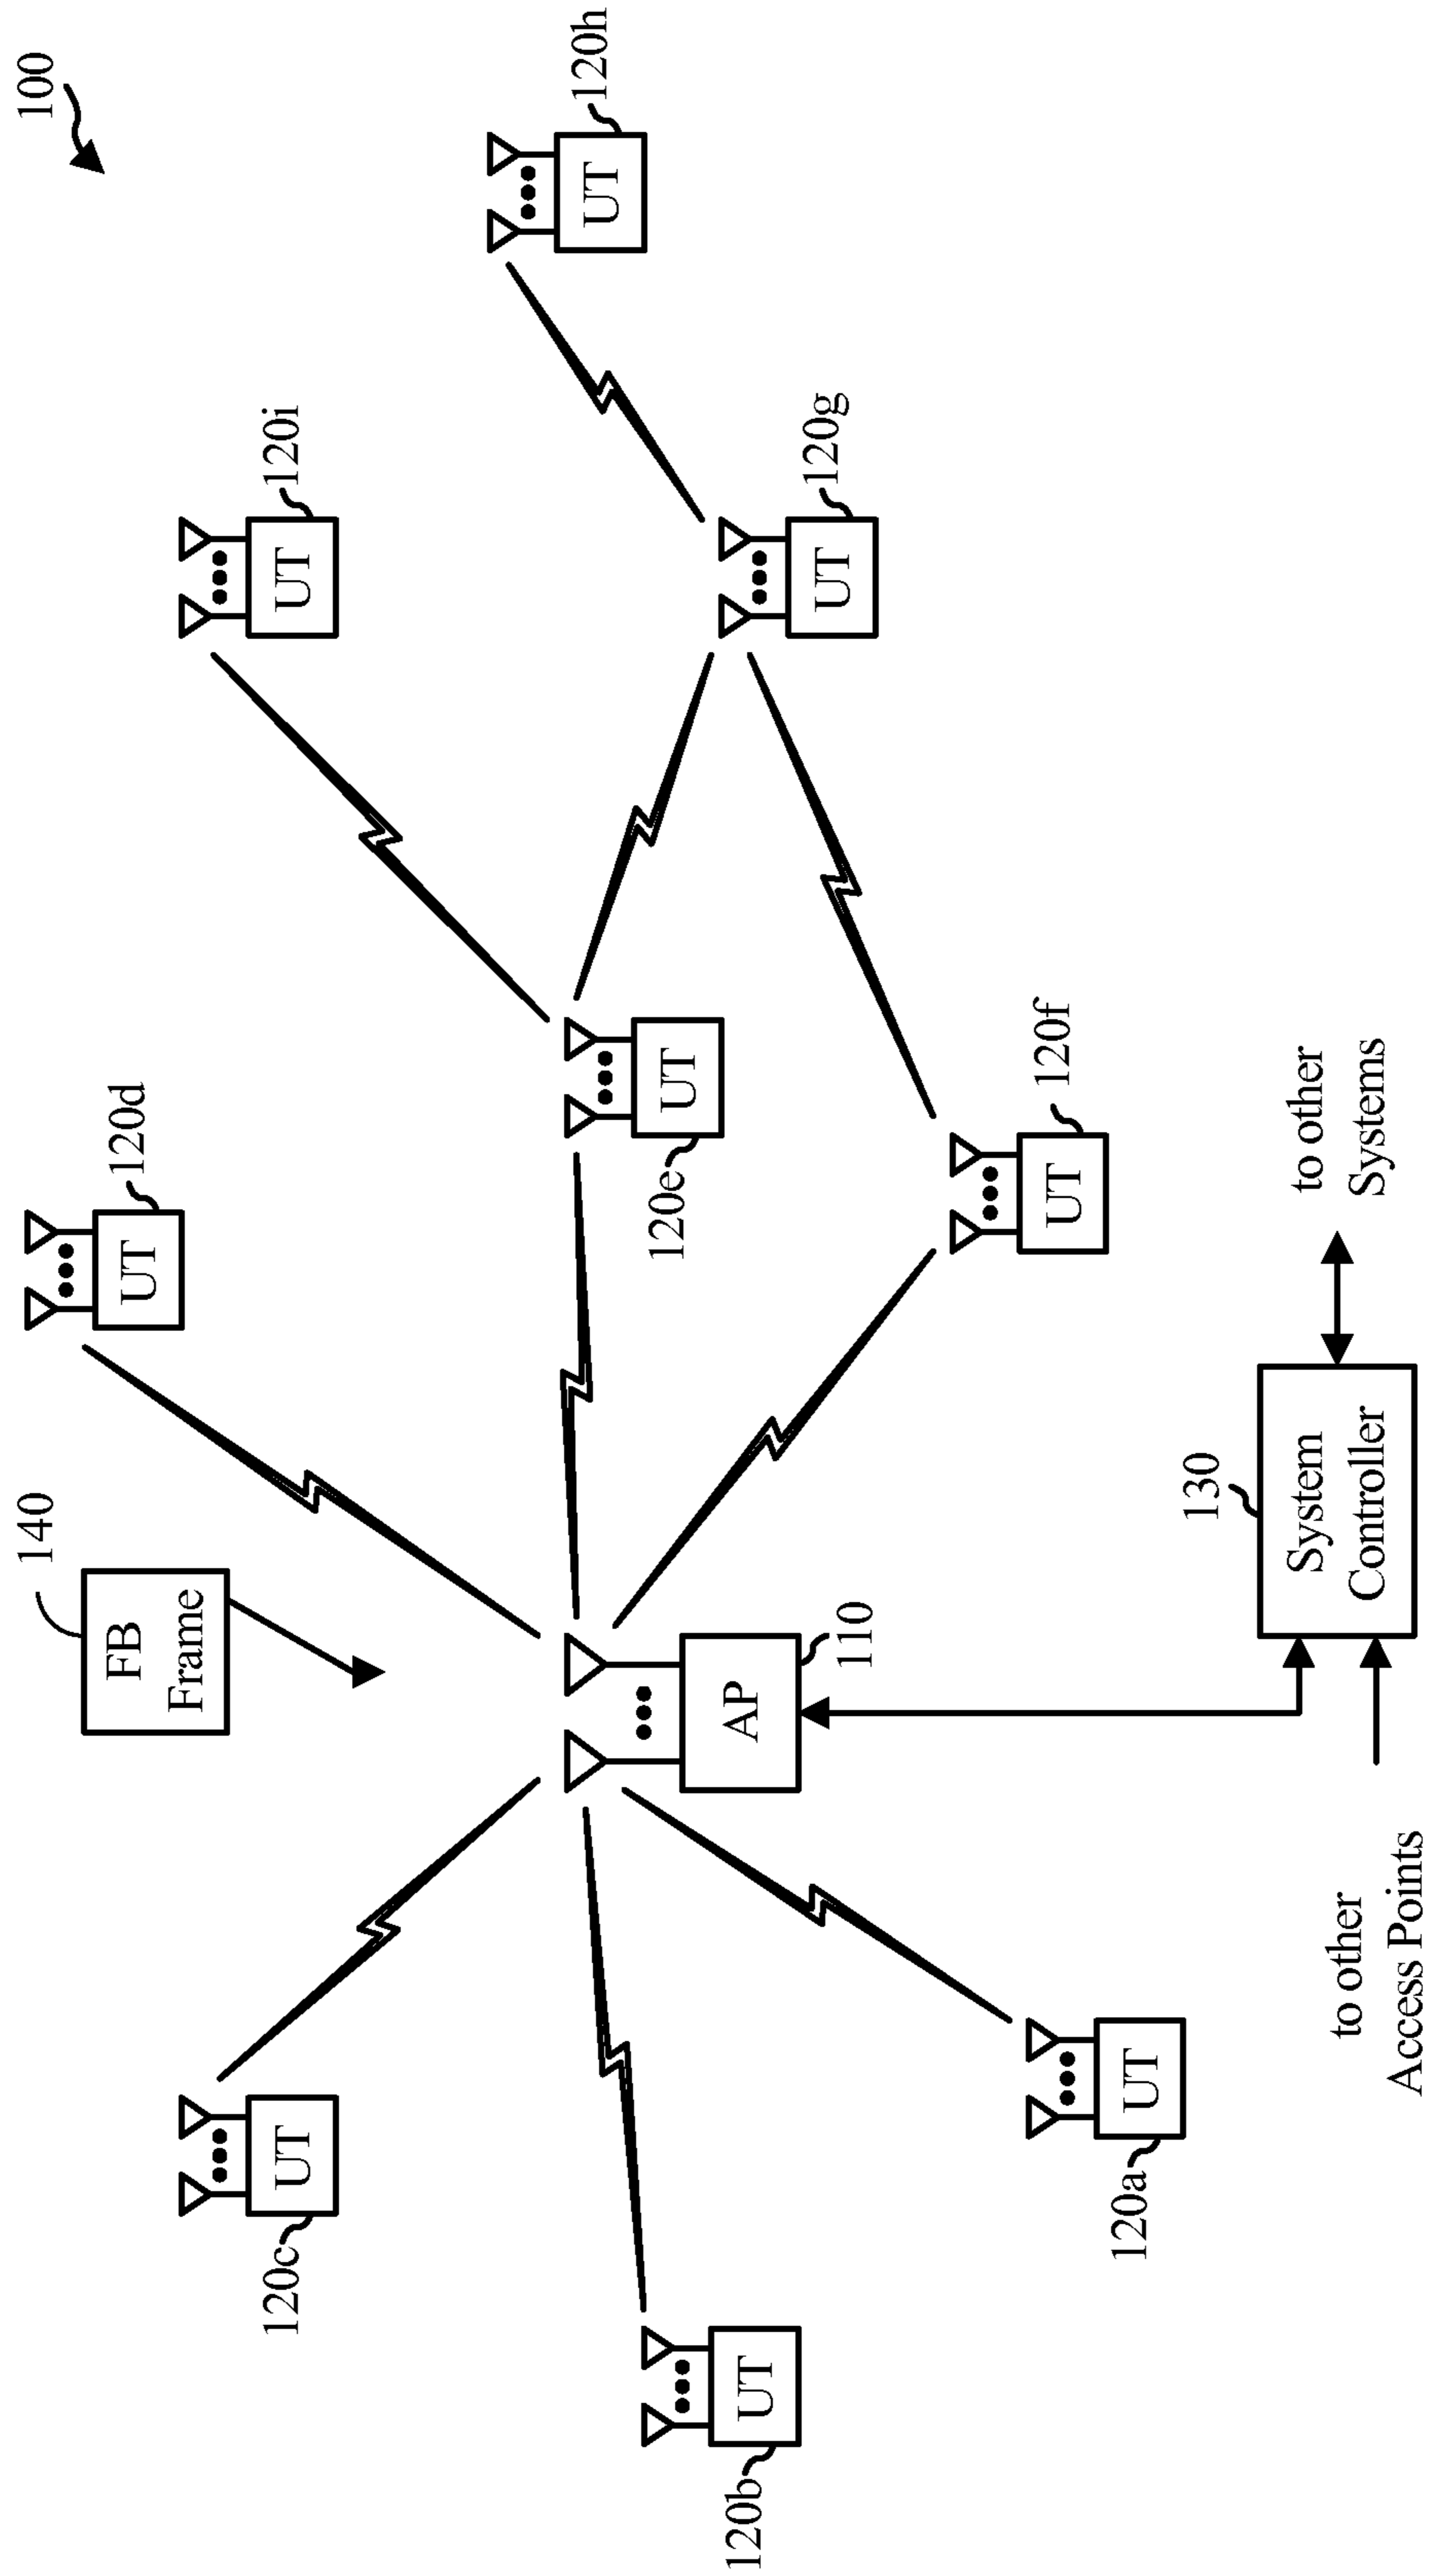 100
140
FB
Frame
UT
120d
UT
120i
UT
120c
UT
120h
AP
110
UT
120e
UT
120b
UT
120g
UT
120f
UT
120a
130
System
Controller
to other
Systems
to other
Access Points